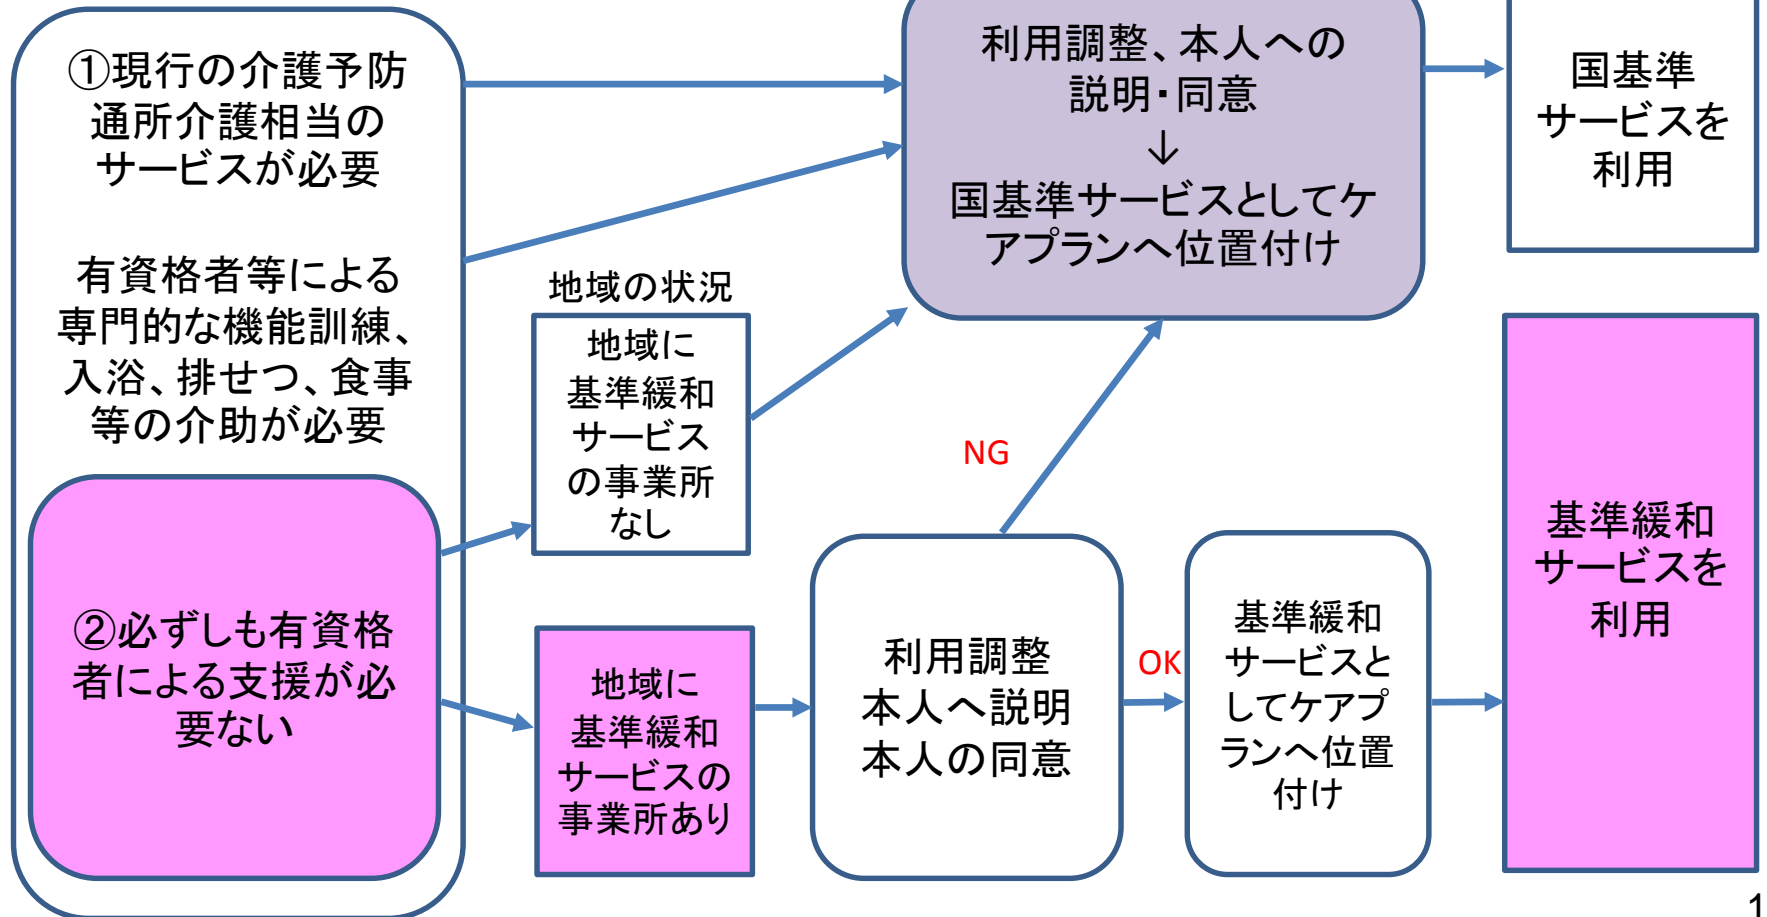 ①現行の介護予防
通所介護相当の
サービスが必要
有資格者等による
専門的な機能訓練、
入浴、排せつ、食事
等の介助が必要
②必ずしも有資格
者による支援が必
要ない
地域の状況
地域に
基準緩和
サービス
の事業所
なし
地域に
基準緩和
サービスの
事業所あり
利用調整、本人への
説明・同意
↓
国基準サービスとしてケ
アプランへ位置付け
NG
利用調整
本人へ説明
本人の同意
OK
基準緩和
サービスと
してケアプ
ランへ位置
付け
国基準
サービスを
利用
基準緩和
サービスを
利用
1